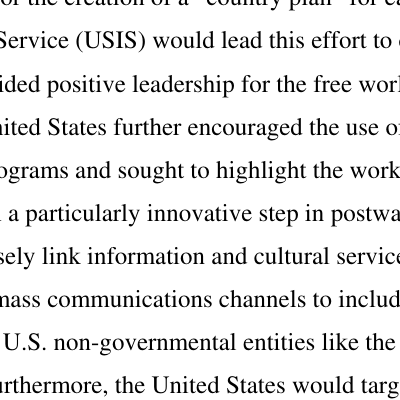 for the creation of a "country plan" for ea
Service (USIS) would lead this effort to
ided positive leadership for the free wor
nited States further encouraged the use o
ograms and sought to highlight the work
a particularly innovative step in postwa
sely link information and cultural service
mass communications channels to includ
U.S. non-governmental entities like the
urthermore, the United States would targ